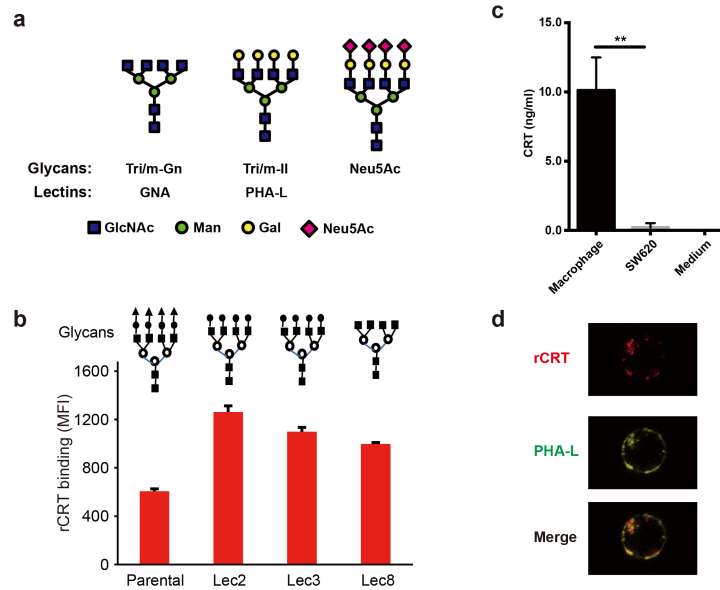 a
Glycans: Tri/m-Gn Tri/m-II Neu5Ac
Lectins: GNA PHA-L
GlcNAc Man Gal Neu5Ac
b
Glycans
rCRT binding (MFI)
1600
1200
800
400
0
Parental Lec2 Lec3 Lec8
c
CRT (ng/ml)
15.0
**
10.0
5.0
0.0
Macrophage SW620 Medium
d
rCRT
PHA-L
Merge